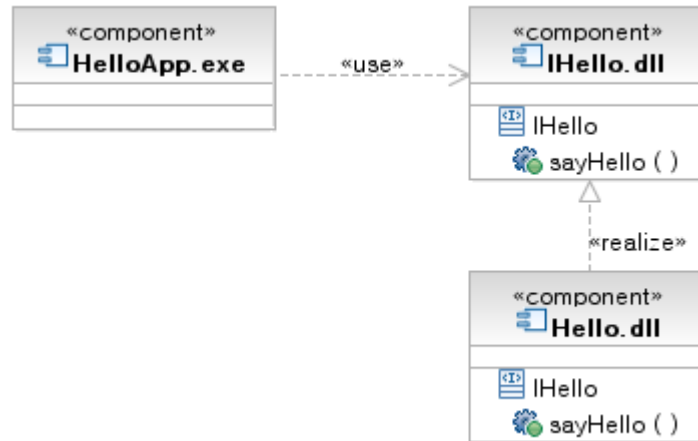 «component»
HelloApp.exe
«use»
«component»
IHello.dll
IHello
sayHello ( )
«realize»
«component»
Hello.dll
IHello
sayHello ( )